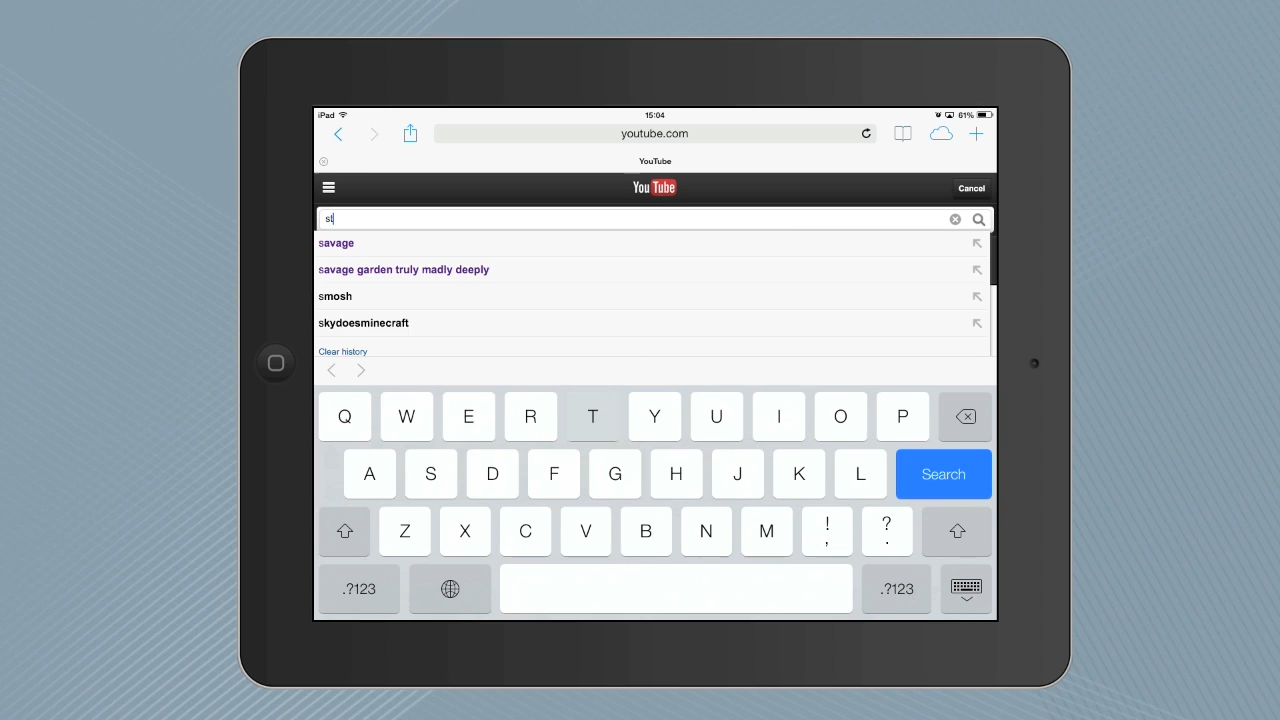 iPad 15:04 61%
youtube.com
YouTube
YouTube Cancel
st
savage
savage garden truly madly deeply
smosh
skydoesminecraft
Clear history
Q W E R T Y U I O P
A S D F G H J K L Search
Z X C V B N M ! , ? .
.?123 .?123